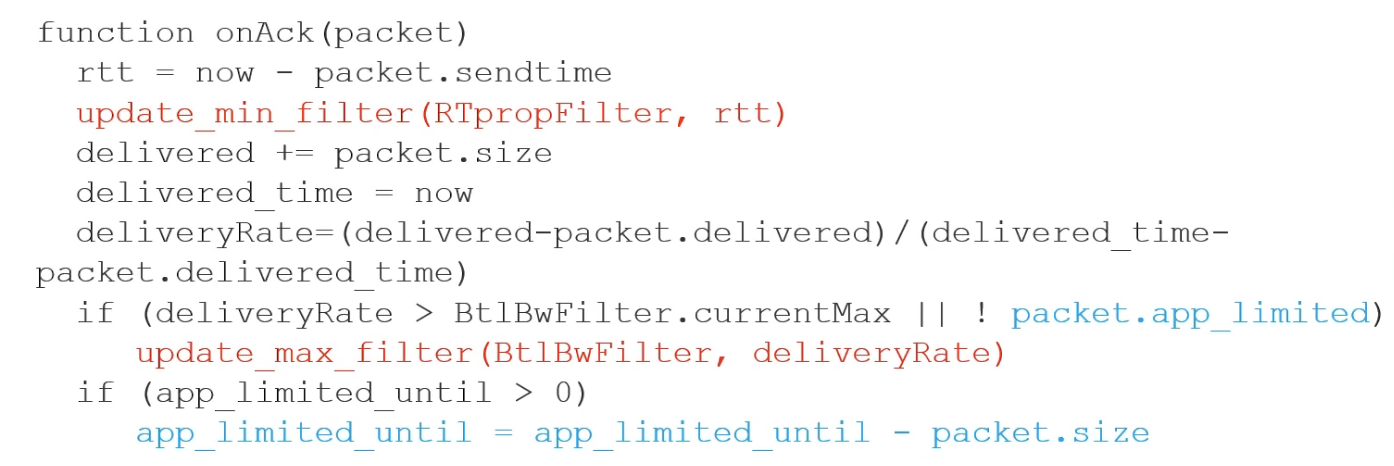 function onAck(packet)
  rtt = now - packet.sendtime
  update_min_filter(RTpropFilter, rtt)
  delivered += packet.size
  delivered_time = now
  deliveryRate=(delivered-packet.delivered)/(delivered_time-
packet.delivered_time)
  if (deliveryRate > BtlBwFilter.currentMax || ! packet.app_limited)
     update_max_filter(BtlBwFilter, deliveryRate)
  if (app_limited_until > 0)
     app_limited_until = app_limited_until - packet.size